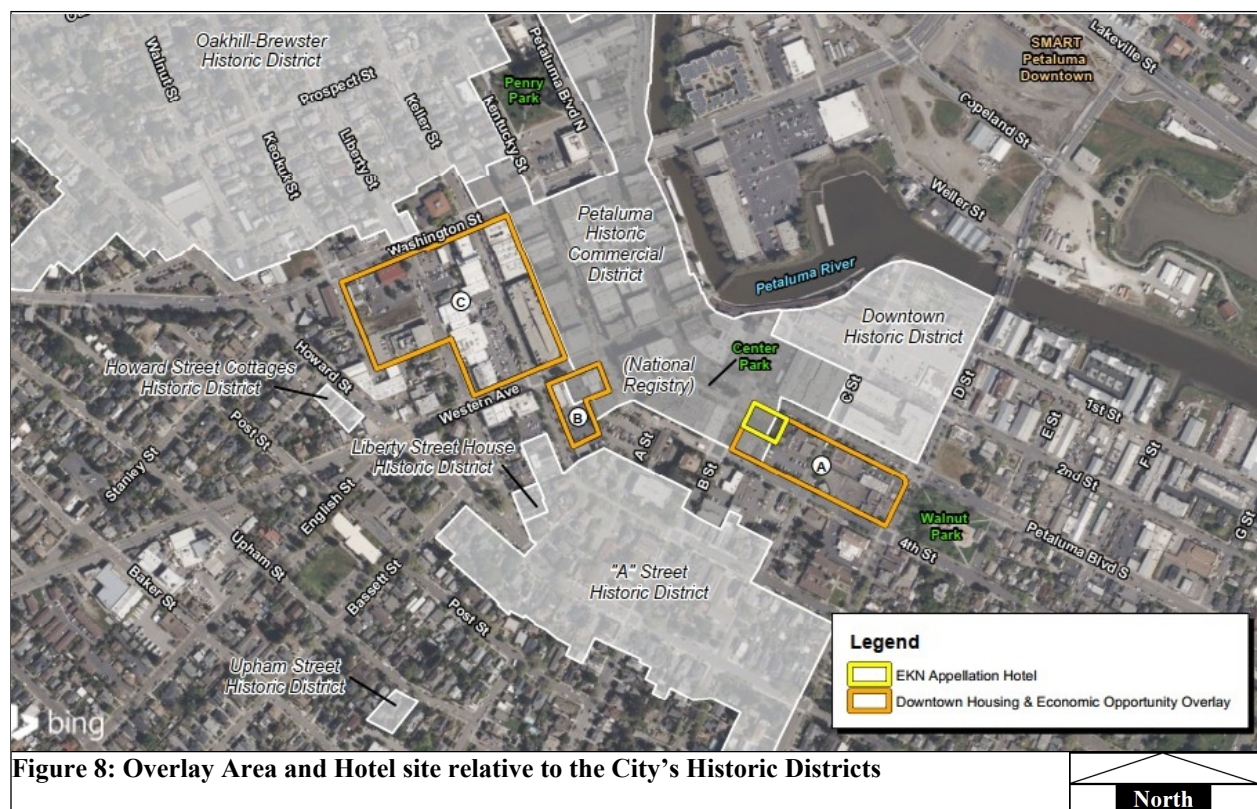 Oakhill-Brewster
Historic District
Walnut St
Prospect St
Keller St
Keokuk St
Liberty St
Penry
Park
Kentucky St
Petaluma Blvd N
SMART
Petaluma
Downtown
Lakeville St
Copeland St
Weller St
Washington St
Petaluma
Historic
Commercial
District
Petaluma River
Downtown
Historic District
C
Howard St
Howard Street Cottages
Historic District
Western Ave
(National
Registry)
Center
Park
C St
D St
1st St
E St
F St
B
Post St
Liberty Street House
Historic District
A St
B St
A
2nd St
G St
Stanley St
English St
Walnut
Park
Petaluma Blvd S
4th St
Upham St
Baker St
Bassett St
Post St
"A" Street
Historic District
Upham Street
Historic District
Legend
EKN Appellation Hotel
Downtown Housing & Economic Opportunity Overlay
bing
Figure 8: Overlay Area and Hotel site relative to the City's Historic Districts
North